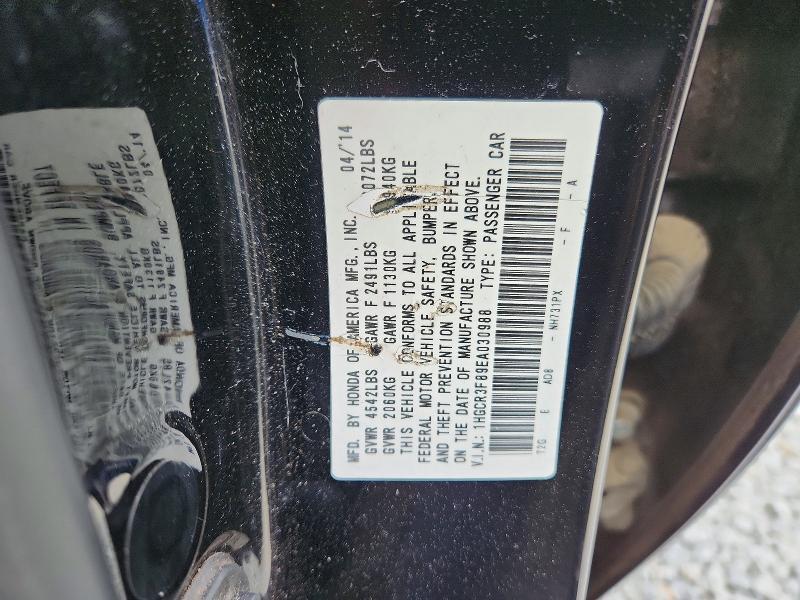 MFD. BY HONDA OF AMERICA MFG., INC. 04/'14
GVWR 4542LBS GAWR F 2491LBS 072LBS
GVWR 2060KG GAWR F 1130KG 940KG
THIS VEHICLE CONFORMS TO ALL APPLICABLE
FEDERAL MOTOR VEHICLE SAFETY, BUMPER,
AND THEFT PREVENTION STANDARDS IN EFFECT
ON THE DATE OF MANUFACTURE SHOWN ABOVE.
V.I.N.: 1HGCR3F89EA030988 TYPE: PASSENGER CAR
T2G E AD8 - NH731PX - F - A